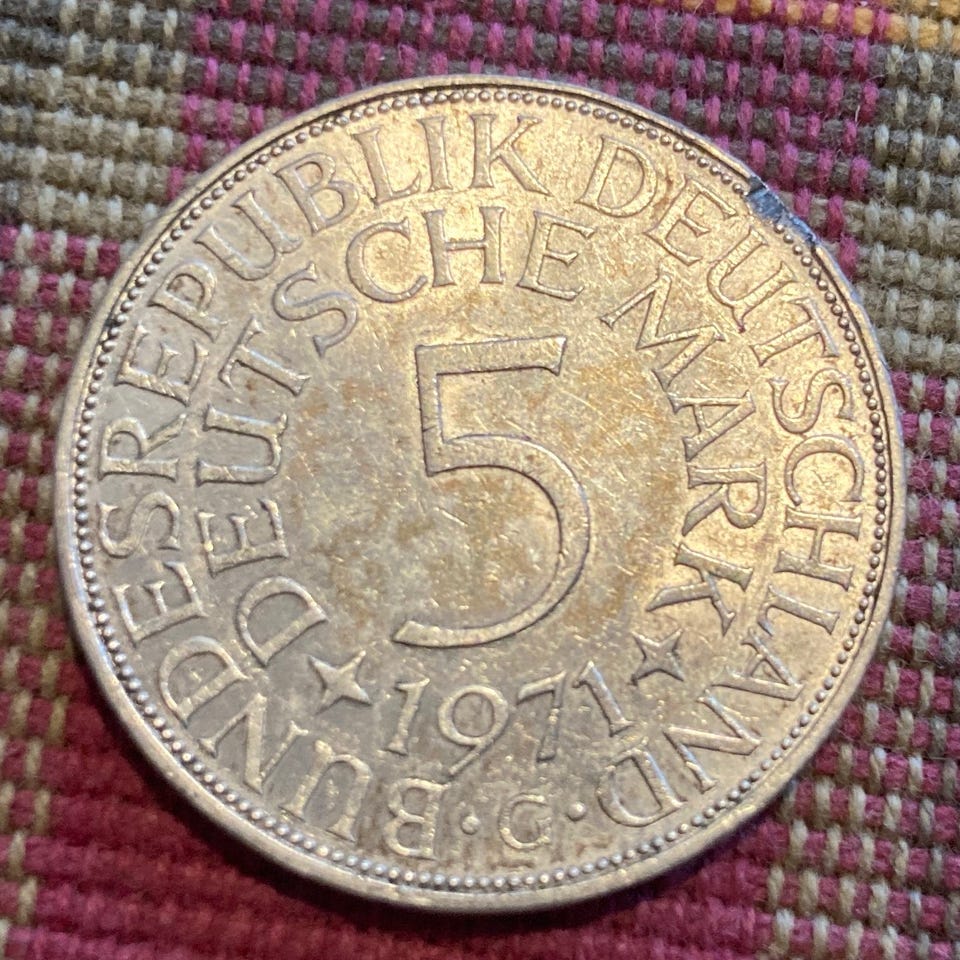 BUNDESREPUBLIK DEUTSCHLAND
DEUTSCHE MARK
5
1971
· G ·